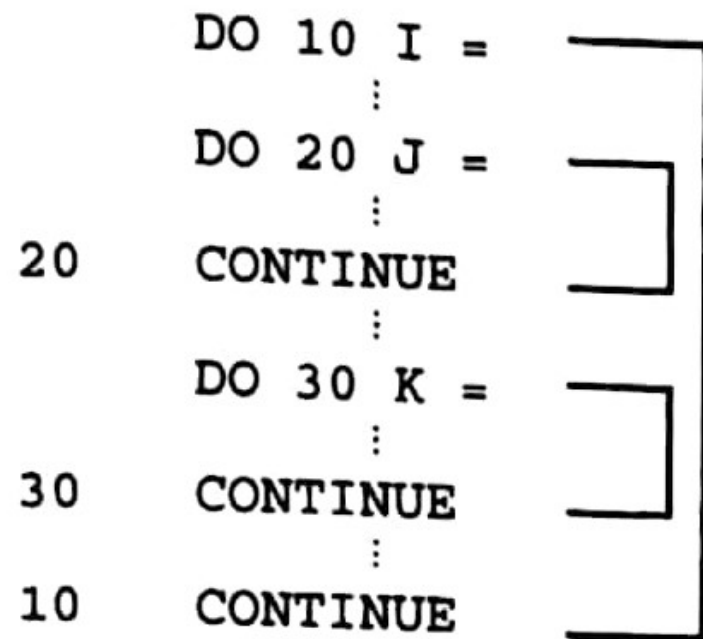 DO 10 I =
⋮
DO 20 J =
⋮
20 CONTINUE
⋮
DO 30 K =
⋮
30 CONTINUE
⋮
10 CONTINUE